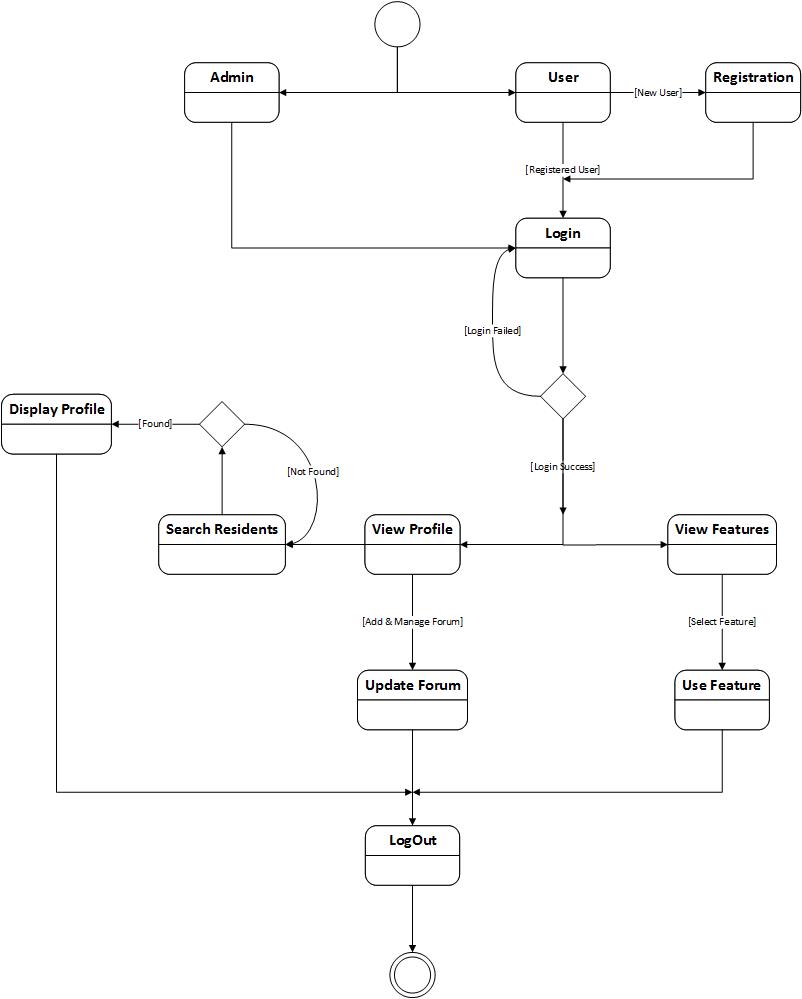 Admin
User
[New User]
Registration
[Registered User]
Login
[Login Failed]
Display Profile
[Found]
[Not Found]
[Login Success]
Search Residents
View Profile
View Features
[Add & Manage Forum]
[Select Feature]
Update Forum
Use Feature
LogOut